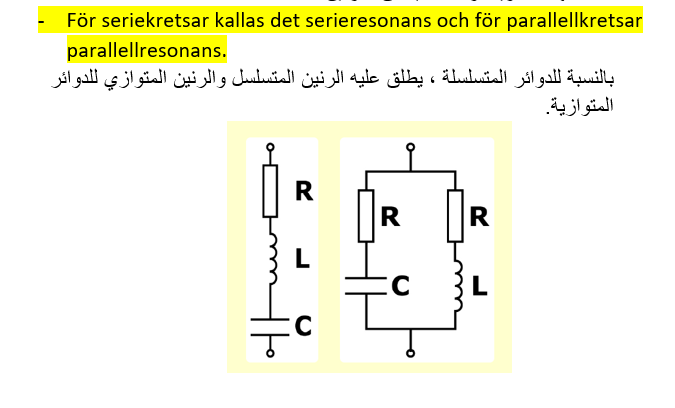 - För seriekretsar kallas det serieresonans och för parallellkretsar
parallellresonans.
بالنسبة للدوائر المتسلسلة ، يطلق عليه الرنين المتسلسل والرنين المتوازي للدوائر
المتوازية.
R
L
C
R
R
C
L